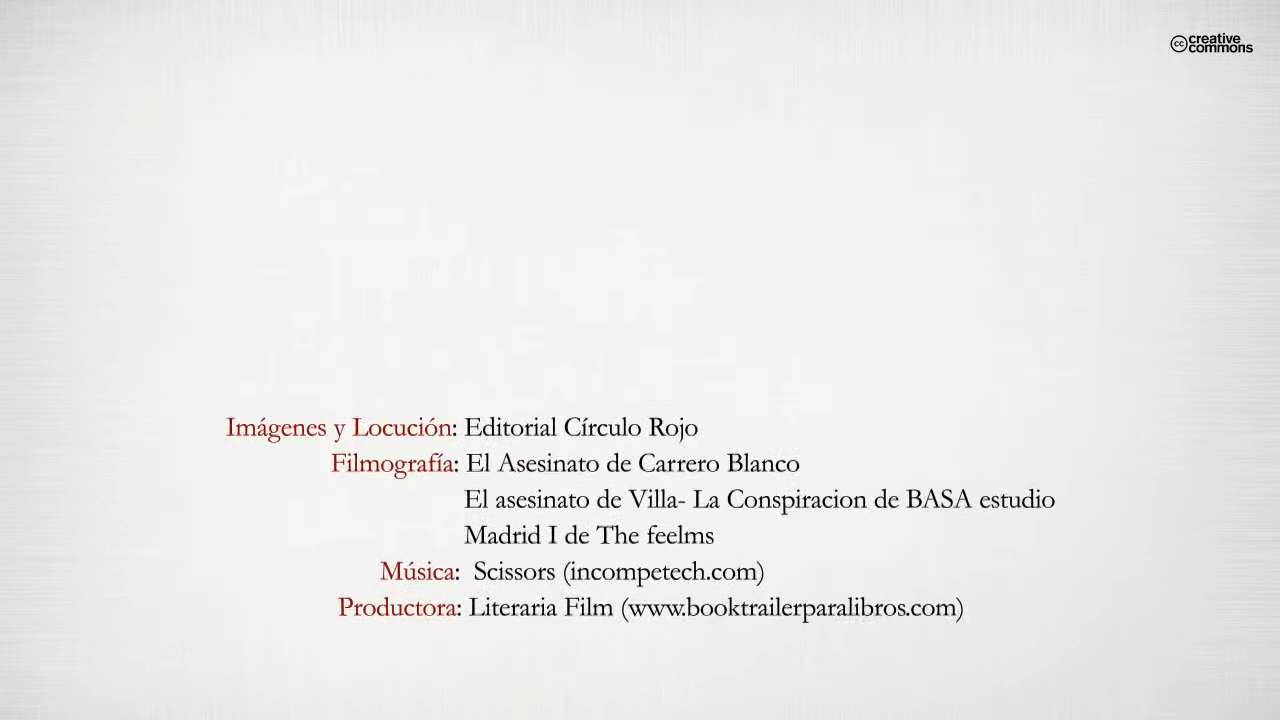 creative
commons
Imágenes y Locución: Editorial Círculo Rojo
Filmografía: El Asesinato de Carrero Blanco
El asesinato de Villa- La Conspiracion de BASA estudio
Madrid I de The feelms
Música: Scissors (incompetech.com)
Productora: Literaria Film (www.booktrailerparalibros.com)